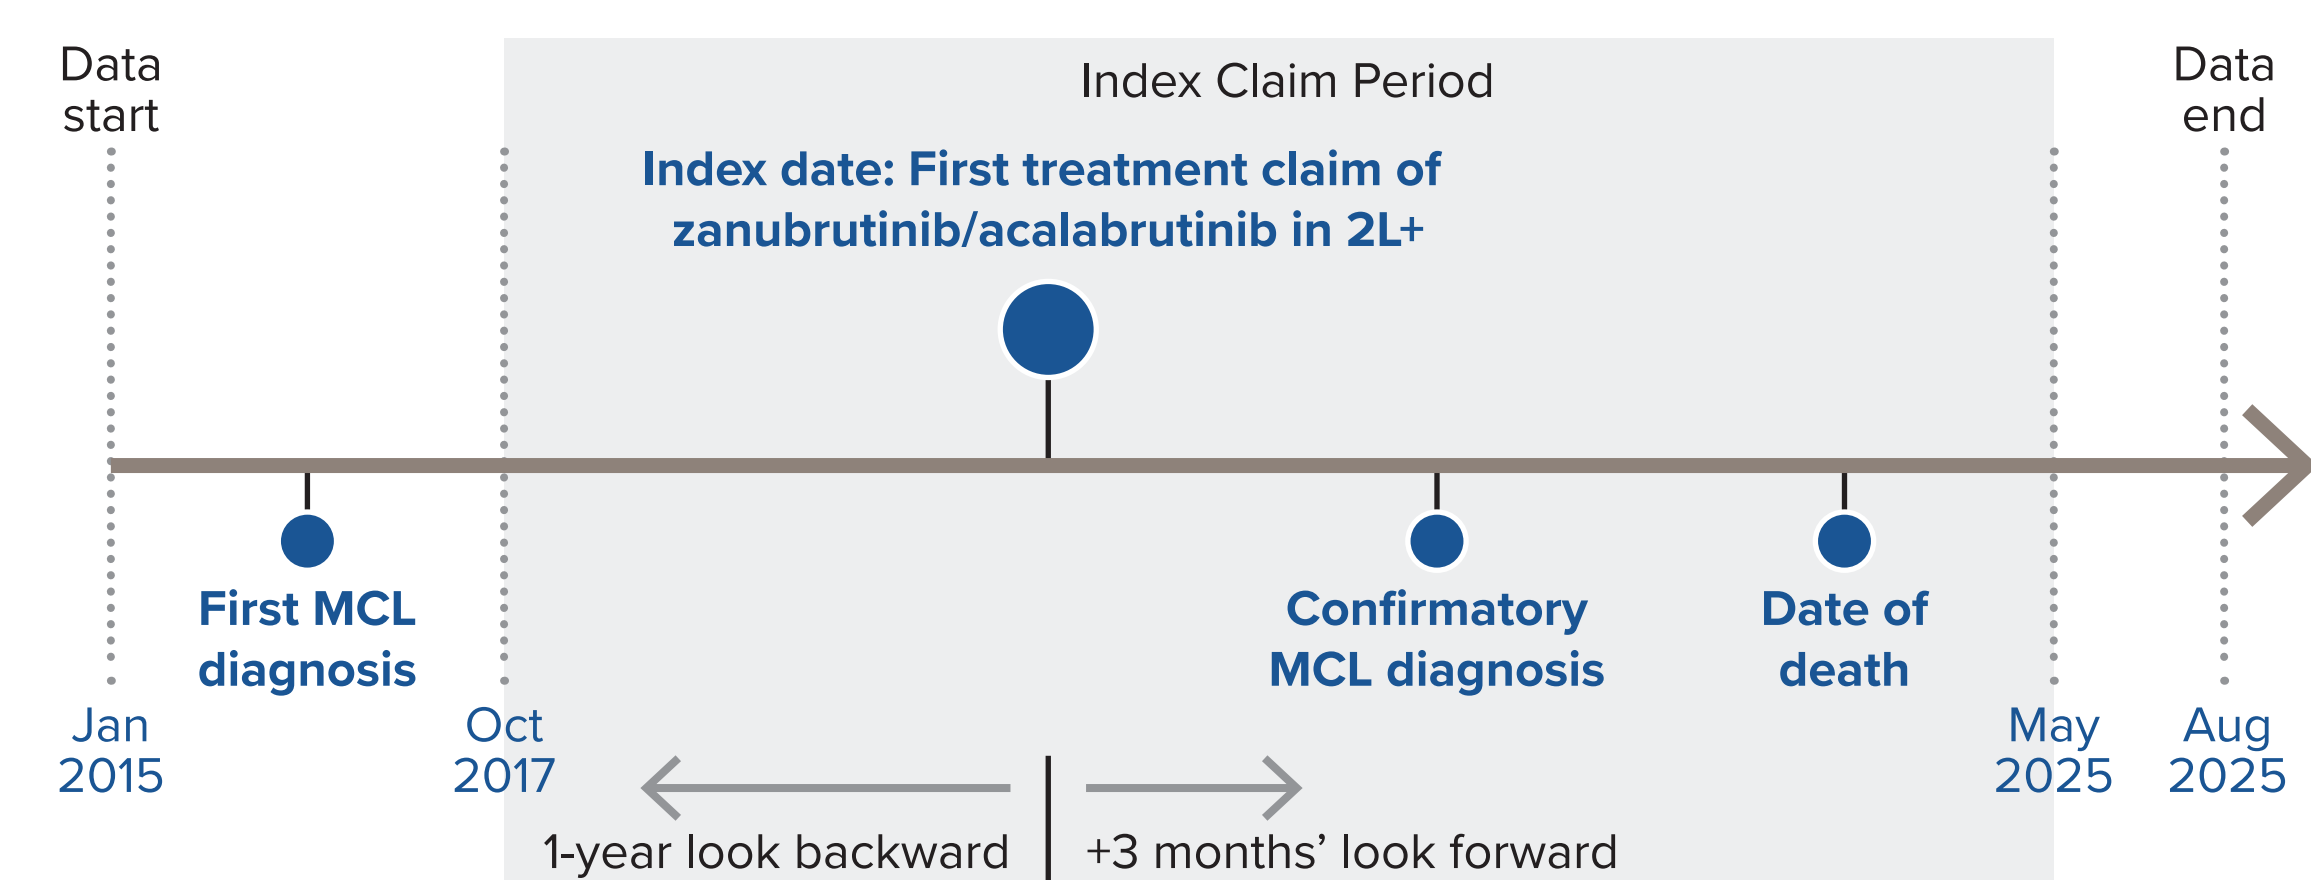 Data
start
Index Claim Period
Data
end
Index date: First treatment claim of
zanubrutinib/acalabrutinib in 2L+
First MCL
diagnosis
Confirmatory
MCL diagnosis
Date of
death
Jan
2015
Oct
2017
May
2025
Aug
2025
1-year look backward
+3 months’ look forward